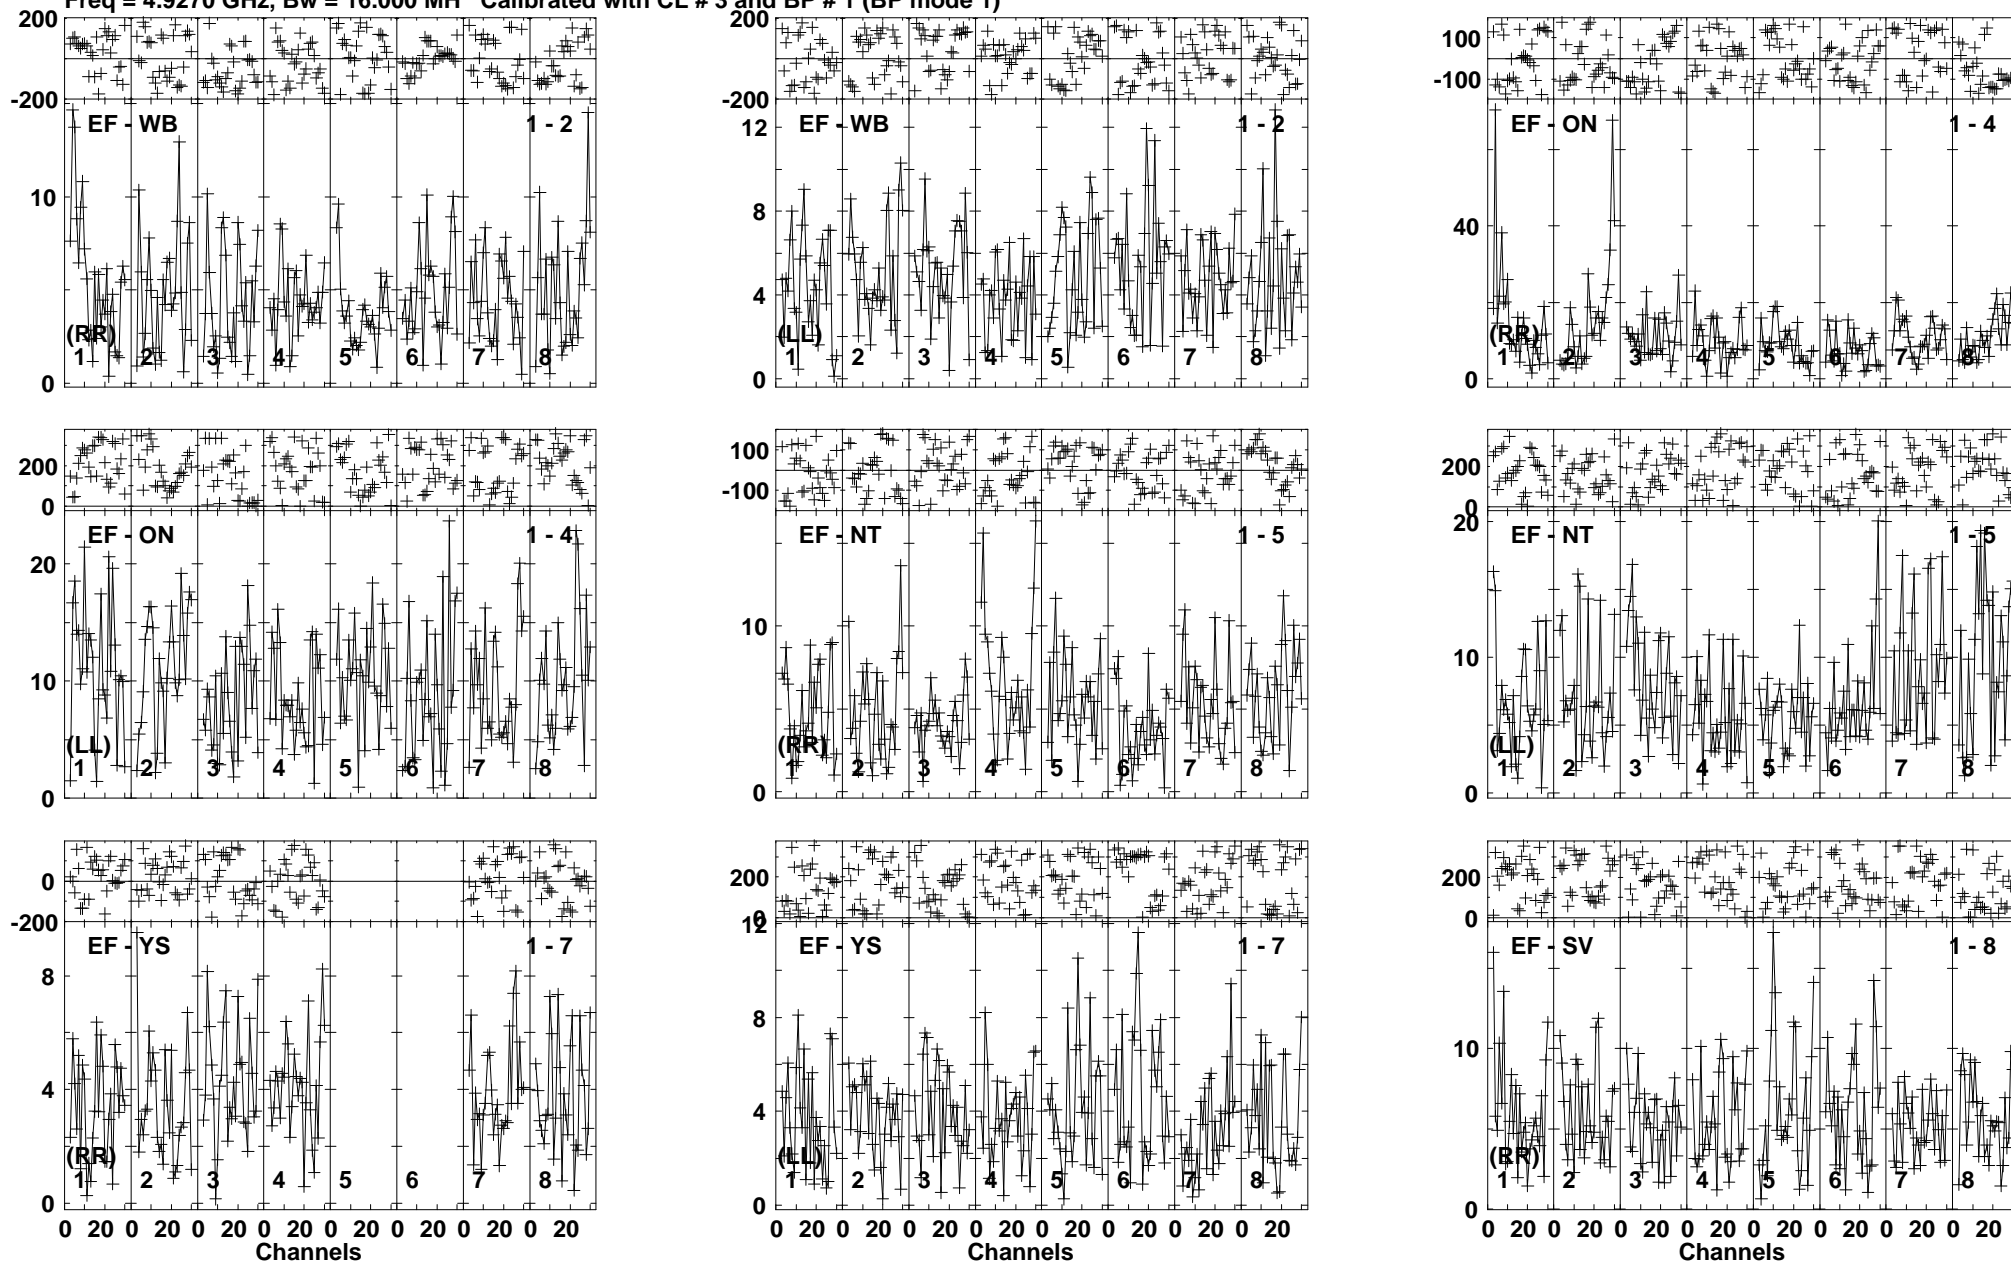 Freq = 4.9270 GHz, Bw = 16.000 MH Calibrated with CL # 3 and BP # 1 (BP mode 1)
200 200 100
-200 -200 -100
EF - WB 1 - 2 EF - WB 1 - 2 EF - ON 1 - 4
12
10 8 40
4
(RR) (LL) (RR)
1 2 3 4 5 6 7 8 1 2 3 4 5 6 7 8 1 2 3 4 5 6 7 8
0 0 0
200 100 200
0 -100 0
EF - ON 1 - 4 EF - NT 1 - 5 EF - NT 1 - 5
20 20
10 10 10
(LL) (RR) (LL)
1 2 3 4 5 6 7 8 1 2 3 4 5 6 7 8 1 2 3 4 5 6 7 8
0 0 0
0 200 200
-200 0 0
12
EF - YS 1 - 7 EF - YS 1 - 7 EF - SV 1 - 8
8 8 10
4 4
(RR) (LL) (RR)
1 2 3 4 5 6 7 8 1 2 3 4 5 6 7 8 1 2 3 4 5 6 7 8
0 0 0
0 20 0 20 0 20 0 20 0 20 0 20 0 20 0 20 0 20 0 20 0 20 0 20 0 20 0 20 0 20 0 20 0 20 0 20 0 20 0 20 0 20 0 20 0 20 0 20
Channels Channels Channels